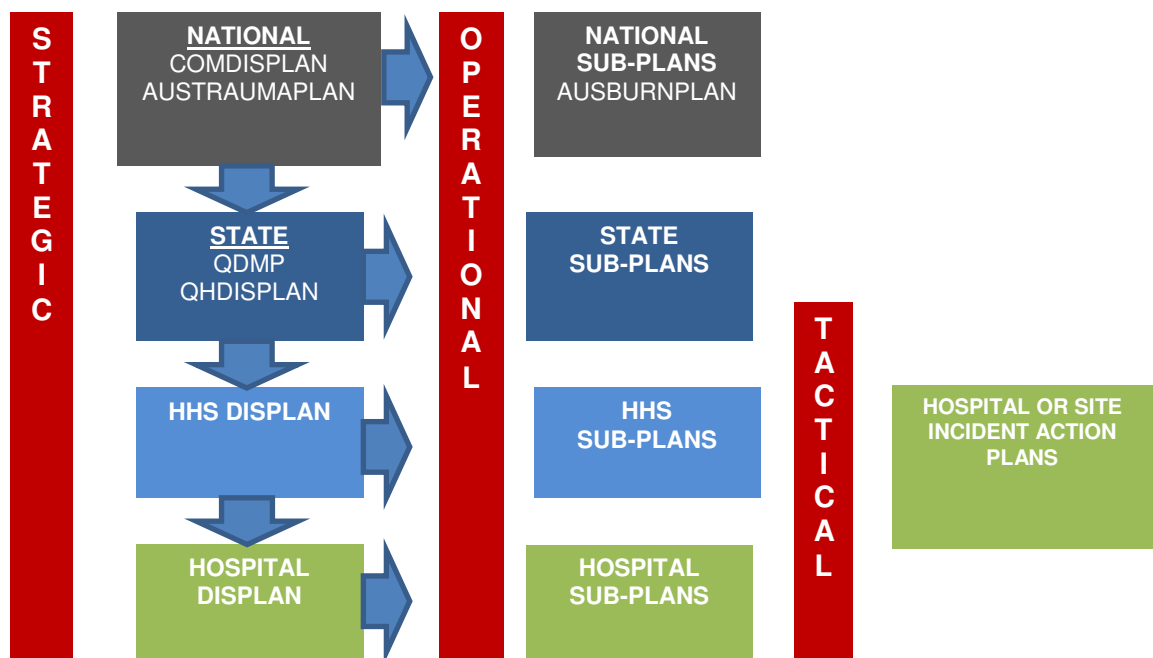 STRATEGIC
NATIONAL
COMDISPLAN
AUSTRAUMAPLAN
OPERATIONAL
NATIONAL
SUB-PLANS
AUSBURNPLAN
STATE
QDMP
QHDISPLAN
STATE
SUB-PLANS
TACTICAL
HHS DISPLAN
HHS
SUB-PLANS
HOSPITAL OR SITE
INCIDENT ACTION
PLANS
HOSPITAL
DISPLAN
HOSPITAL
SUB-PLANS